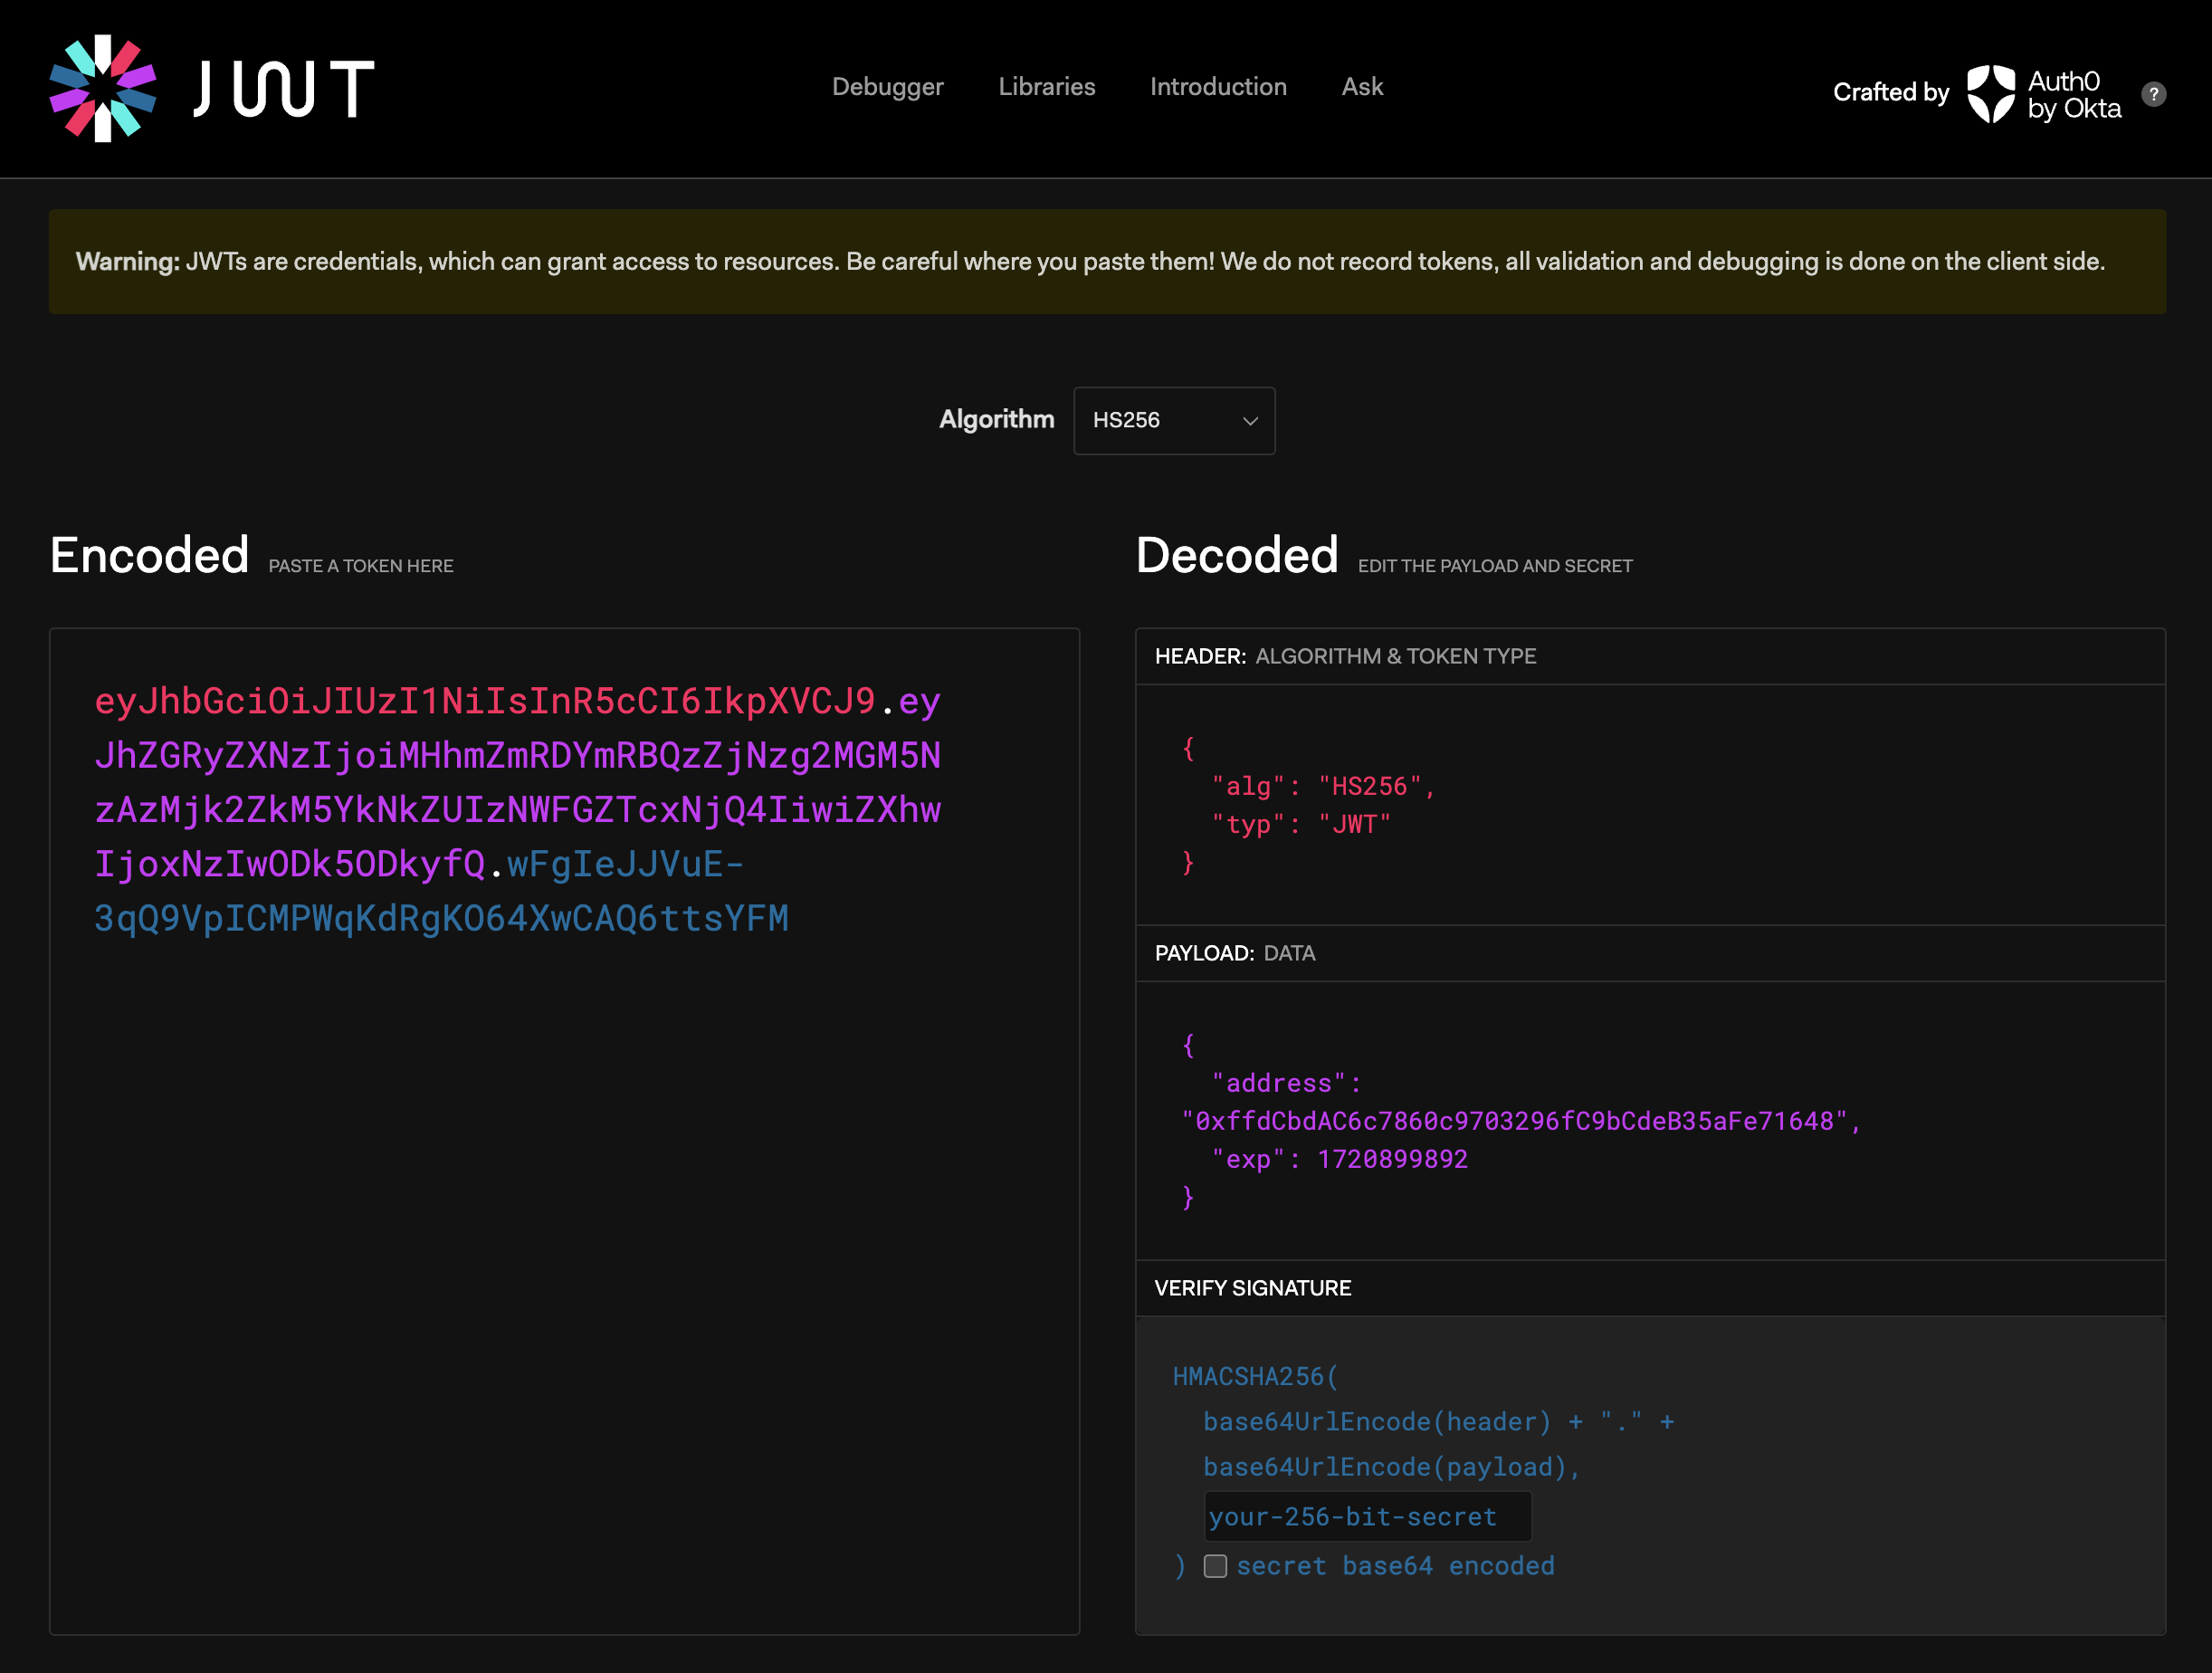 JWT
Debugger Libraries Introduction Ask
Crafted by Auth0 by Okta ?
Warning: JWTs are credentials, which can grant access to resources. Be careful where you paste them! We do not record tokens, all validation and debugging is done on the client side.
Algorithm HS256
Encoded PASTE A TOKEN HERE
eyJhbGciOiJIUzI1NiIsInR5cCI6IkpXVCJ9.ey
JhZGRyZXNzIjoiMHhmZmRDYmRBQzZjNzg2MGM5N
zAzMjk2ZkM5YkNkZUIzNWFGZTcxNjQ4IiwiZXhw
IjoxNzIwODk5ODkyfQ.wFgIeJJVuE-
3qQ9VpICMPWqKdRgKO64XwCAQ6ttsYFM
Decoded EDIT THE PAYLOAD AND SECRET
HEADER: ALGORITHM & TOKEN TYPE
{
"alg": "HS256",
"typ": "JWT"
}
PAYLOAD: DATA
{
"address":
"0xffdCbdAC6c7860c9703296fC9bCdeB35aFe71648",
"exp": 1720899892
}
VERIFY SIGNATURE
HMACSHA256(
base64UrlEncode(header) + "." +
base64UrlEncode(payload),
your-256-bit-secret
) secret base64 encoded